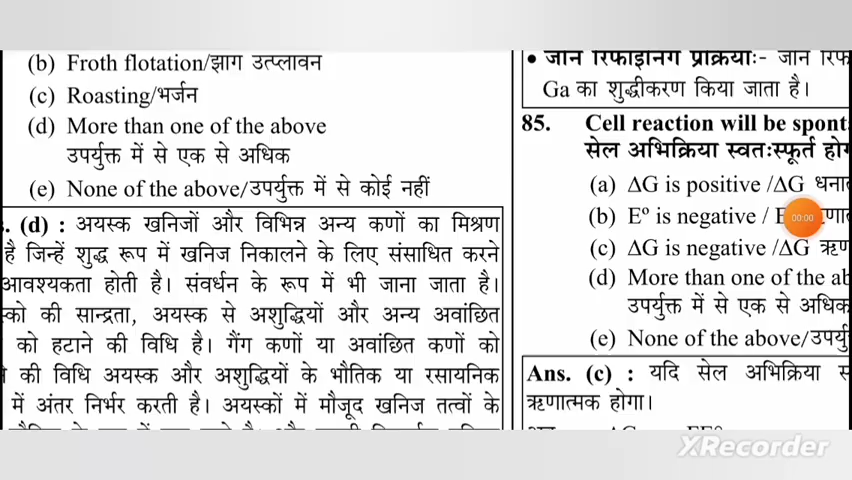 (b) Froth flotation/झाग उत्प्लावन
(c) Roasting/भर्जन
(d) More than one of the above
उपर्युक्त में से एक से अधिक
(e) None of the above/उपर्युक्त में से कोई नहीं
. (d) : अयस्क खनिजों और विभिन्न अन्य कणों का मिश्रण
है जिन्हें शुद्ध रूप में खनिज निकालने के लिए संसाधित करने
आवश्यकता होती है। संवर्धन के रूप में भी जाना जाता है।
स्को की सान्द्रता, अयस्क से अशुद्धियों और अन्य अवांछित
को हटाने की विधि है। गैंग कणों या अवांछित कणों को
की विधि अयस्क और अशुद्धियों के भौतिक या रसायनिक
में अंतर निर्भर करती है। अयस्कों में मौजूद खनिज तत्वों के
• जोन रिफाइनिंग प्रक्रियाः- जोन रिफ
Ga का शुद्धीकरण किया जाता है।
85. Cell reaction will be spont
सेल अभिक्रिया स्वतःस्फूर्त होग
(a) ΔG is positive /ΔG धना
(b) Eº is negative / E
00:00
(c) ΔG is negative /ΔG ऋण
(d) More than one of the ab
उपर्युक्त में से एक से अधिक
(e) None of the above/उपर्यु
Ans. (c) : यदि सेल अभिक्रिया स
ऋणात्मक होगा।
XRecorder